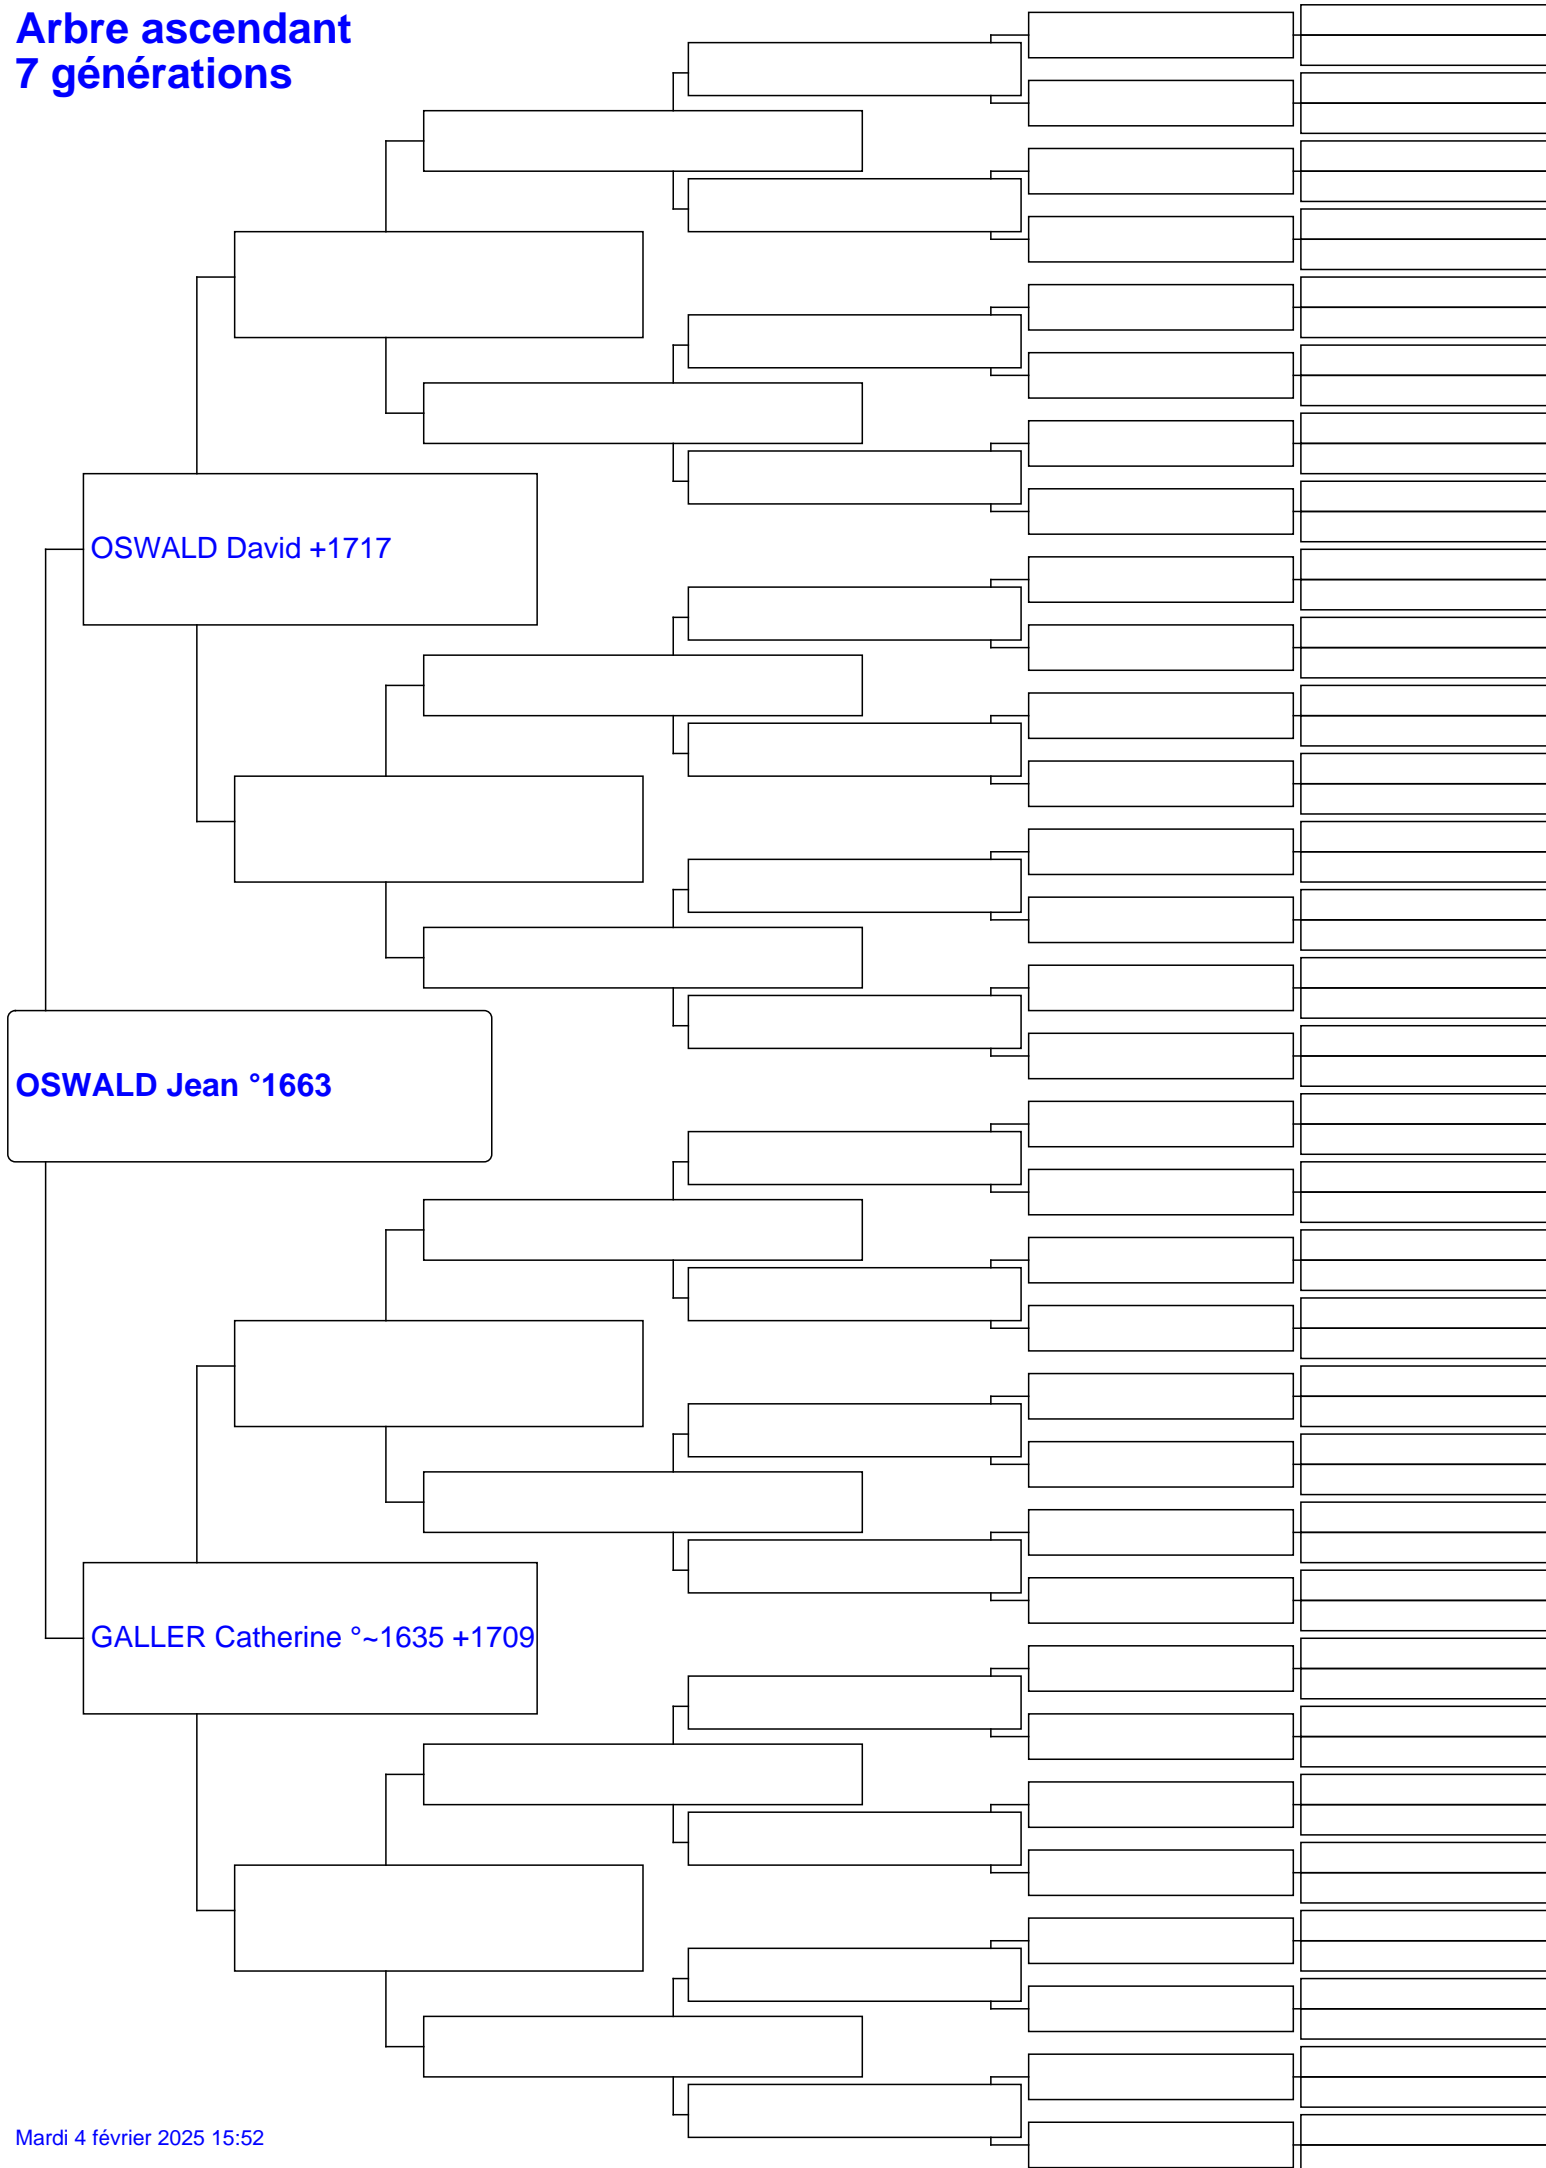 Arbre ascendant
7 générations
OSWALD David +1717
OSWALD Jean °1663
GALLER Catherine °~1635 +1709
Mardi 4 février 2025 15:52